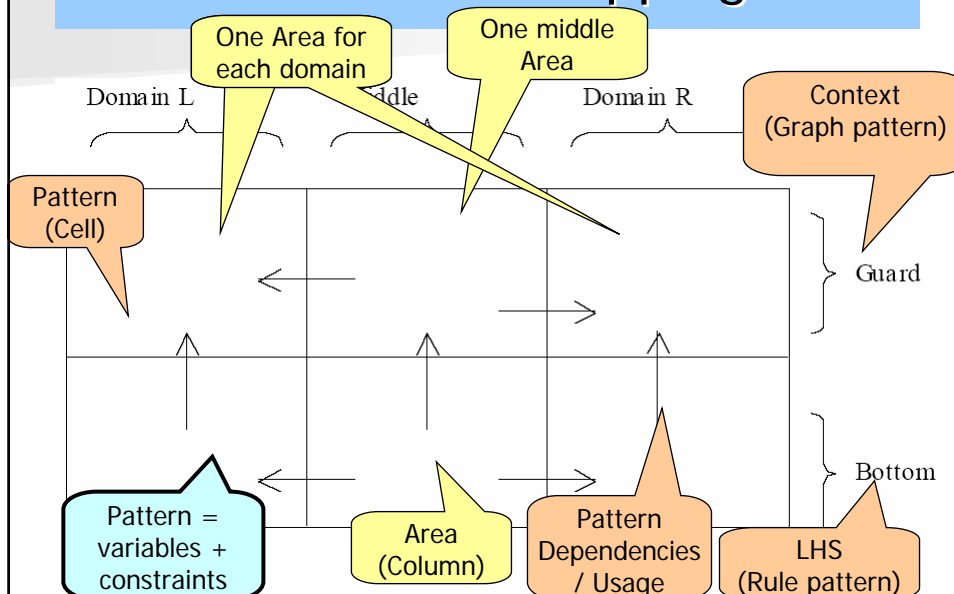 One Area for
each domain
One middle
Area
Domain L
Domain R
Context
(Graph pattern)
Pattern
(Cell)
Guard
Bottom
Pattern =
variables +
constraints
Area
(Column)
Pattern
Dependencies
/ Usage
LHS
(Rule pattern)